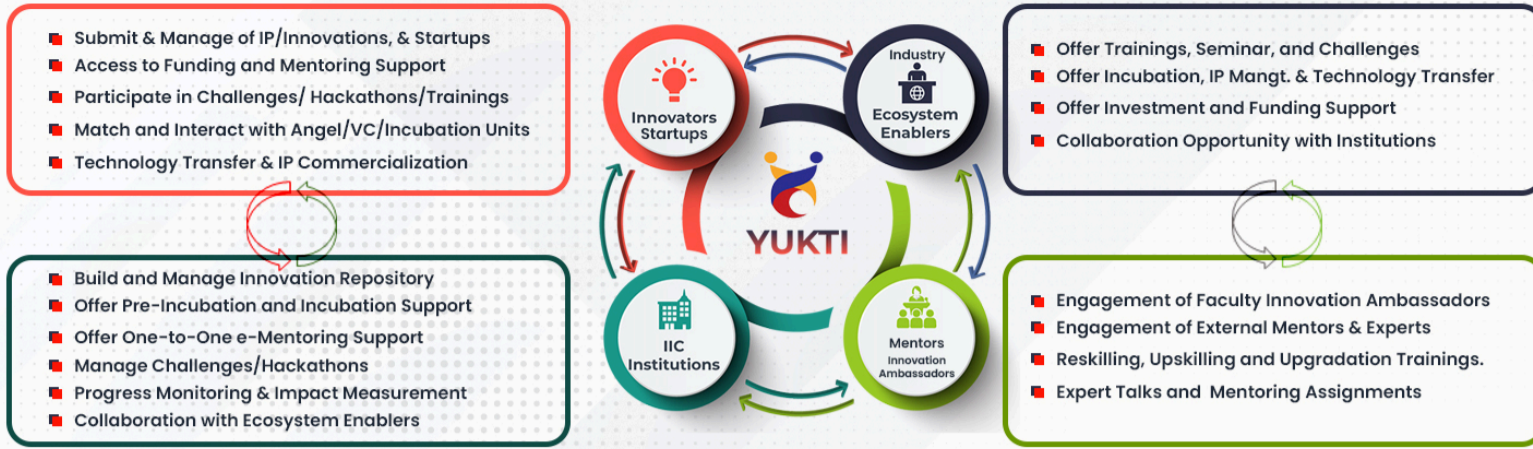 Submit & Manage of IP/Innovations, & Startups
Access to Funding and Mentoring Support
Participate in Challenges/ Hackathons/Trainings
Match and Interact with Angel/VC/Incubation Units
Technology Transfer & IP Commercialization
Build and Manage Innovation Repository
Offer Pre-Incubation and Incubation Support
Offer One-to-One e-Mentoring Support
Manage Challenges/Hackathons
Progress Monitoring & Impact Measurement
Collaboration with Ecosystem Enablers
Innovators
Startups
Industry
Ecosystem
Enablers
YUKTI
IIC
Institutions
Mentors
Innovation
Ambassadors
Offer Trainings, Seminar, and Challenges
Offer Incubation, IP Mangt. & Technology Transfer
Offer Investment and Funding Support
Collaboration Opportunity with Institutions
Engagement of Faculty Innovation Ambassadors
Engagement of External Mentors & Experts
Reskilling, Upskilling and Upgradation Trainings.
Expert Talks and Mentoring Assignments